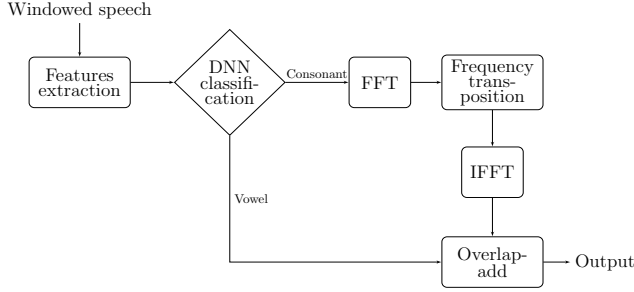 Windowed speech
Features
extraction
DNN
classifi-
cation
Consonant
FFT
Frequency
trans-
position
IFFT
Vowel
Overlap-
add
Output